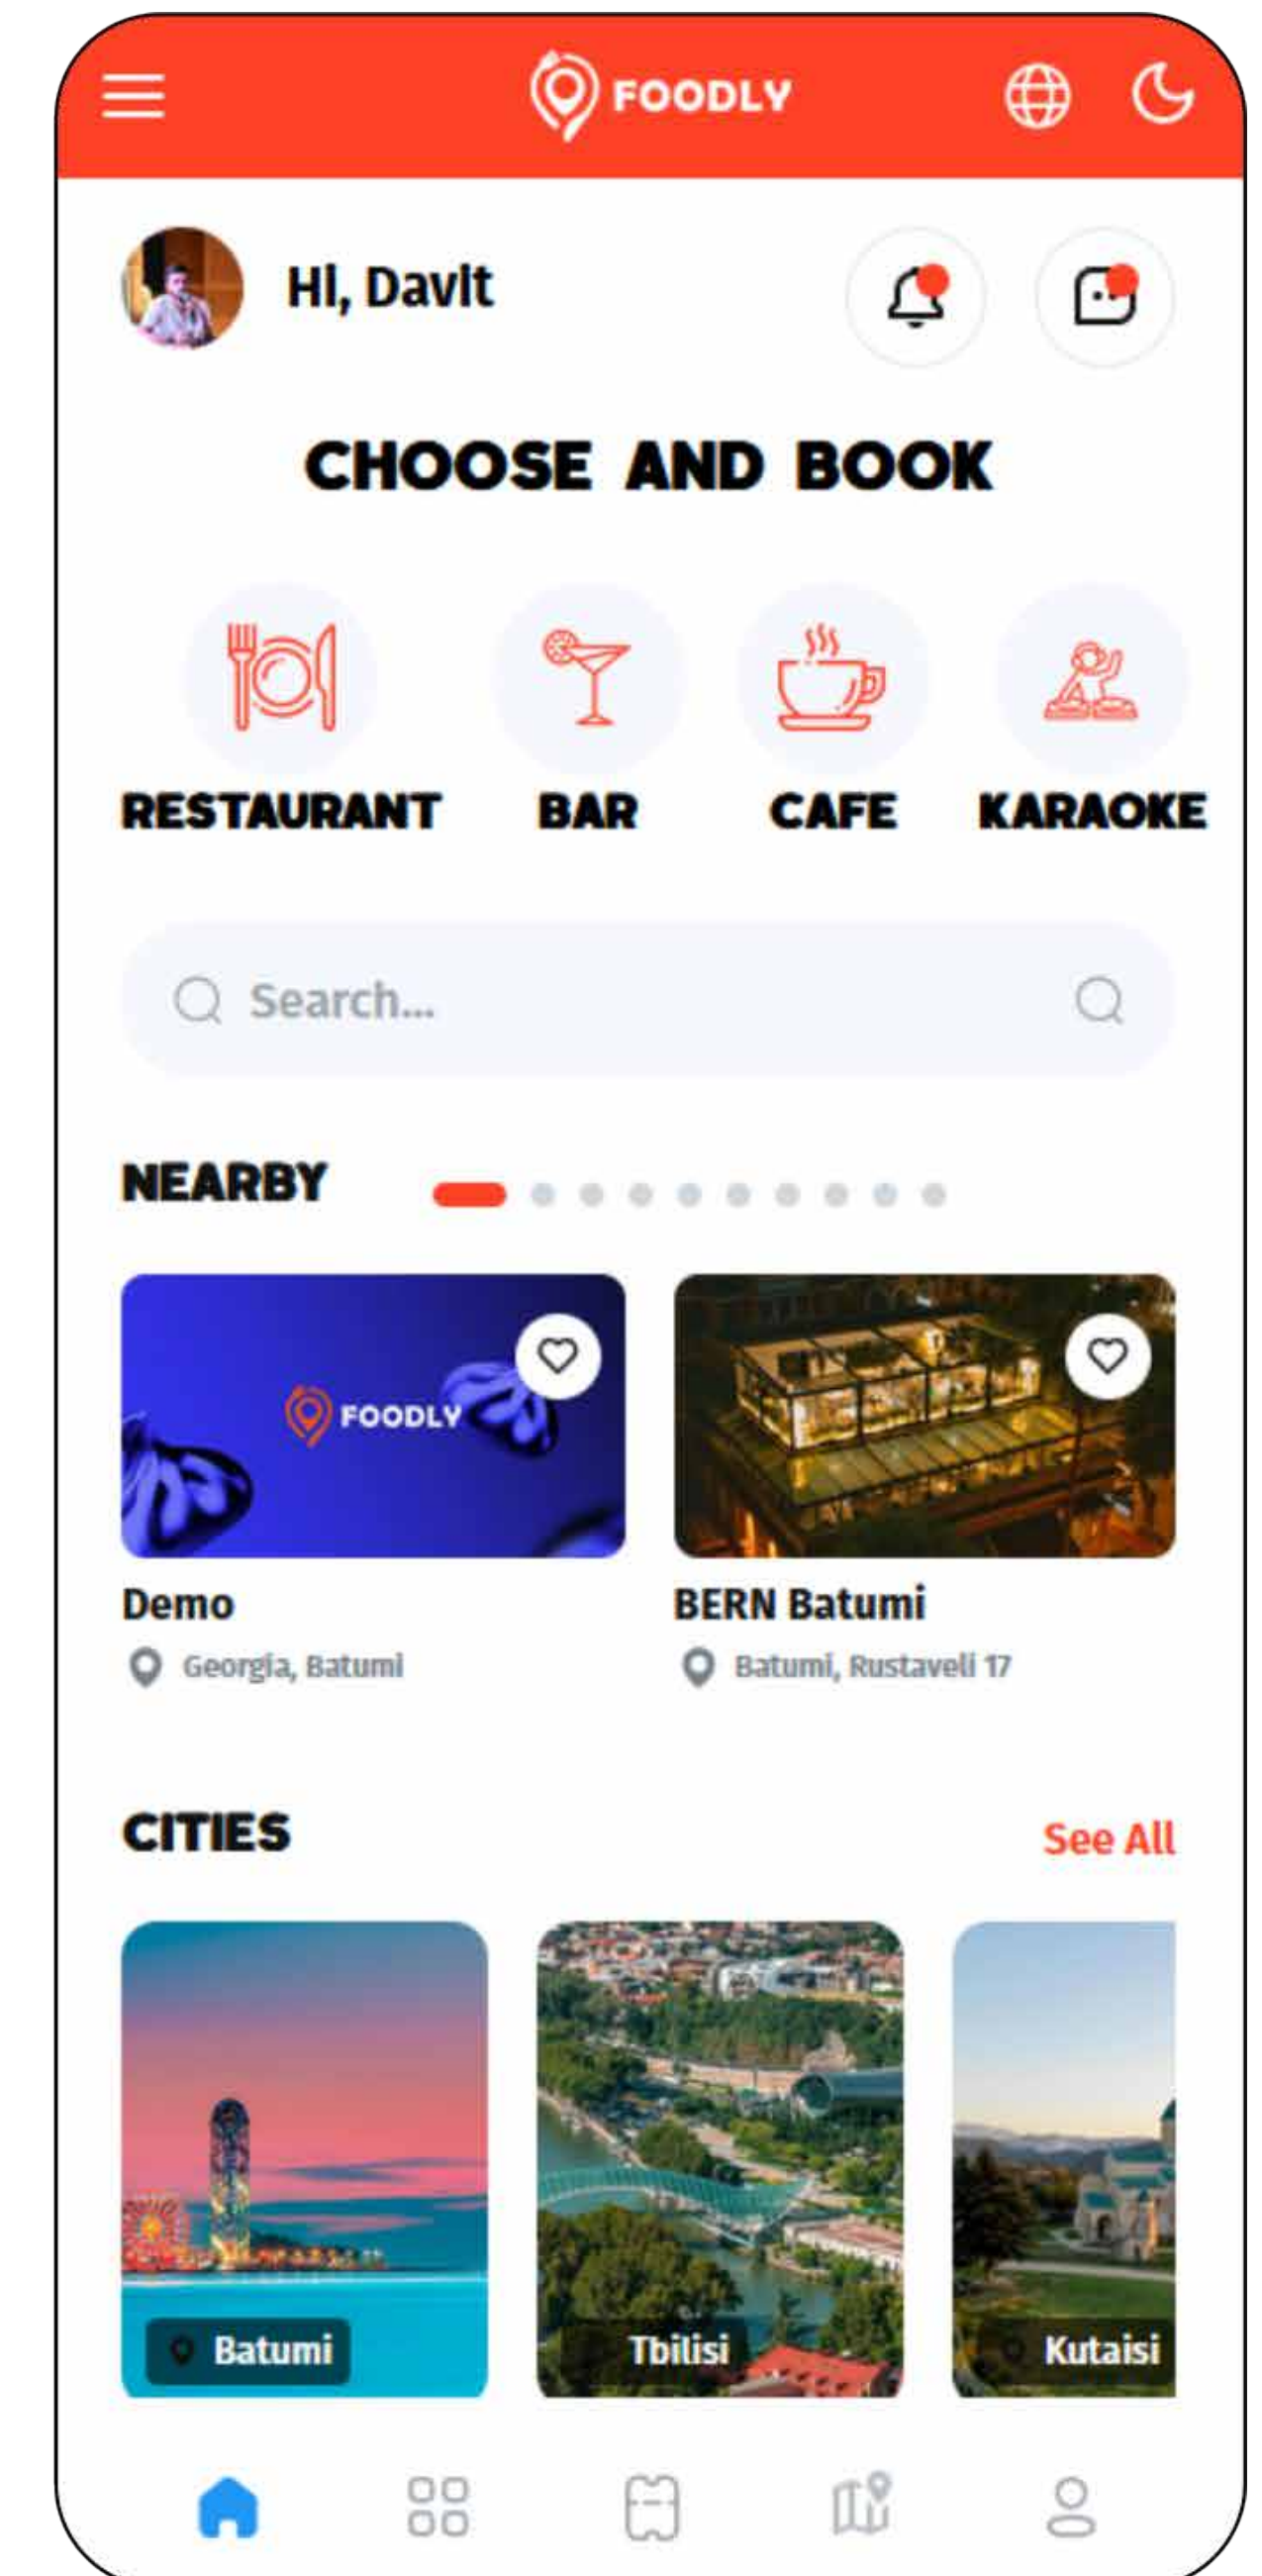 FOODLY
Hi, Davit
CHOOSE AND BOOK
RESTAURANT BAR CAFE KARAOKE
Search...
NEARBY
FOODLY
Demo
Georgia, Batumi
BERN Batumi
Batumi, Rustaveli 17
CITIES
See All
Batumi
Tbilisi
Kutaisi